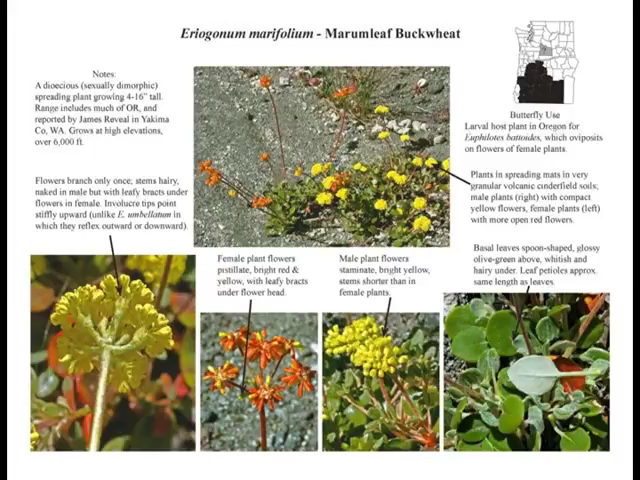 Eriogonum marifolium - Marumleaf Buckwheat
Notes:
A dioecious (sexually dimorphic)
spreading plant growing 4-16” tall.
Range includes much of OR, and
reported by James Reveal in Yakima
Co, WA. Grows at high elevations,
over 6,000 ft.
Butterfly Use
Larval host plant in Oregon for
Euphilotes battoides, which oviposits
on flowers of female plants.
Flowers branch only once; stems hairy,
naked in male but with leafy bracts under
flowers in female. Involucre tips point
stiffly upward (unlike E. umbellatum in
which they reflex outward or downward).
Plants in spreading mats in very
granular volcanic cinderfield soils;
male plants (right) with compact
yellow flowers, female plants (left)
with more open red flowers.
Female plant flowers
pistillate, bright red &
yellow, with leafy bracts
under flower head.
Male plant flowers
staminate, bright yellow,
stems shorter than in
female plants.
Basal leaves spoon-shaped, glossy
olive-green above, whitish and
hairy under. Leaf petioles approx.
same length as leaves.